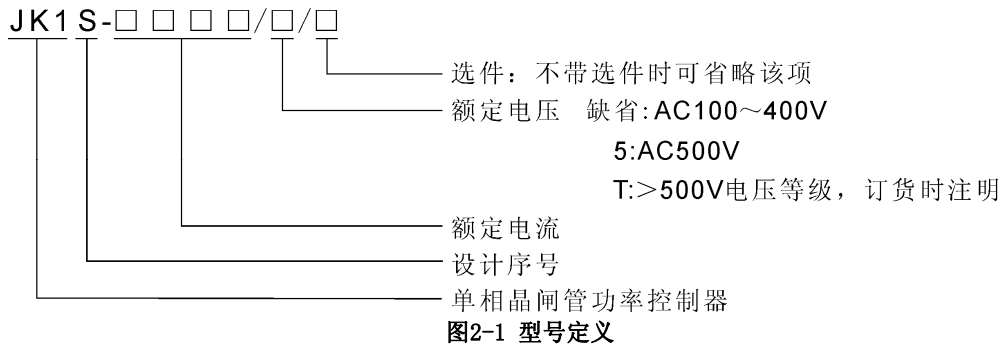 JK1S-□□□□/□/□
选件：不带选件时可省略该项
额定电压 缺省:AC100～400V
5:AC500V
T:＞500V电压等级，订货时注明
额定电流
设计序号
单相晶闸管功率控制器
图2-1 型号定义